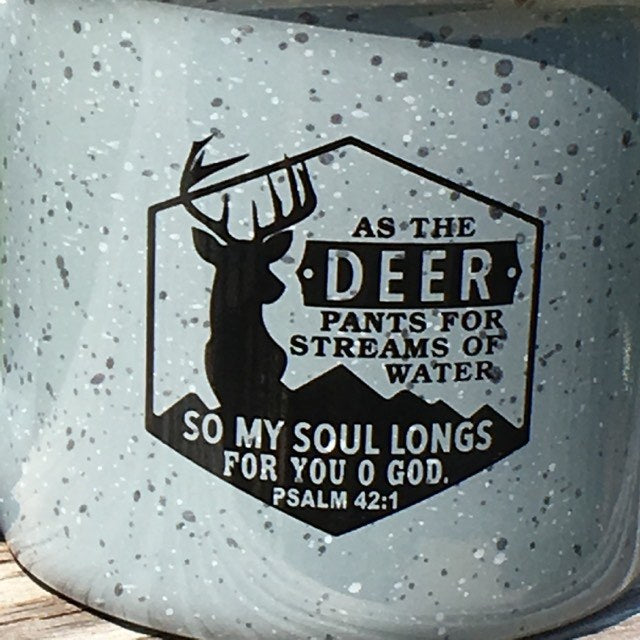 AS THE
DEER
PANTS FOR
STREAMS OF
WATER
SO MY SOUL LONGS
FOR YOU O GOD.
PSALM 42:1